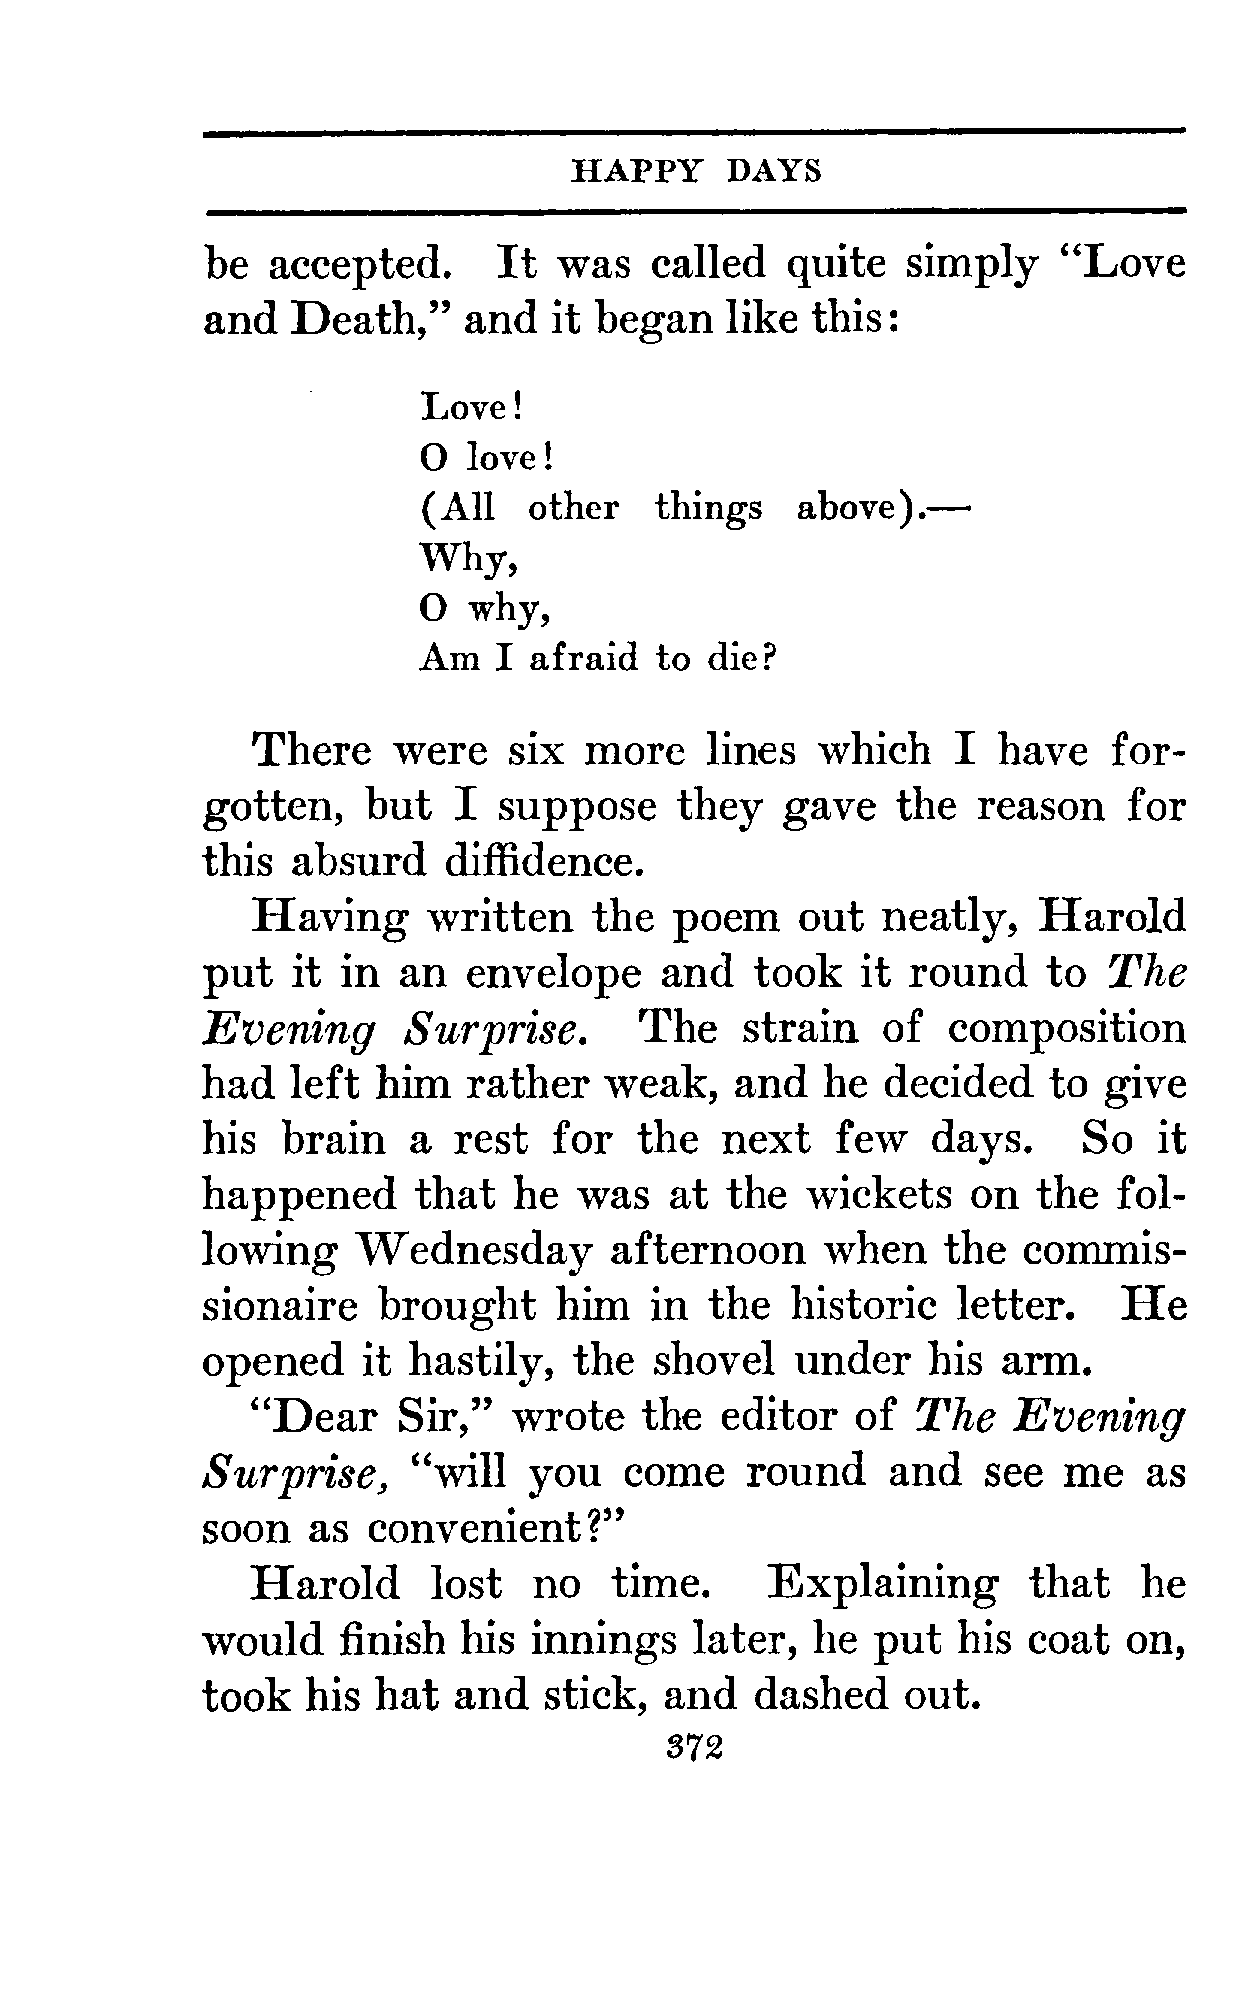 HAPPY DAYS
be accepted. It was called quite simply “Love
and Death,” and it began like this:
Love!
O love!
(All other things above).—
Why,
O why,
Am I afraid to die?
There were six more lines which I have for-
gotten, but I suppose they gave the reason for
this absurd diffidence.
Having written the poem out neatly, Harold
put it in an envelope and took it round to The
Evening Surprise. The strain of composition
had left him rather weak, and he decided to give
his brain a rest for the next few days. So it
happened that he was at the wickets on the fol-
lowing Wednesday afternoon when the commis-
sionaire brought him in the historic letter. He
opened it hastily, the shovel under his arm.
“Dear Sir,” wrote the editor of The Evening
Surprise, “will you come round and see me as
soon as convenient?”
Harold lost no time. Explaining that he
would finish his innings later, he put his coat on,
took his hat and stick, and dashed out.
372